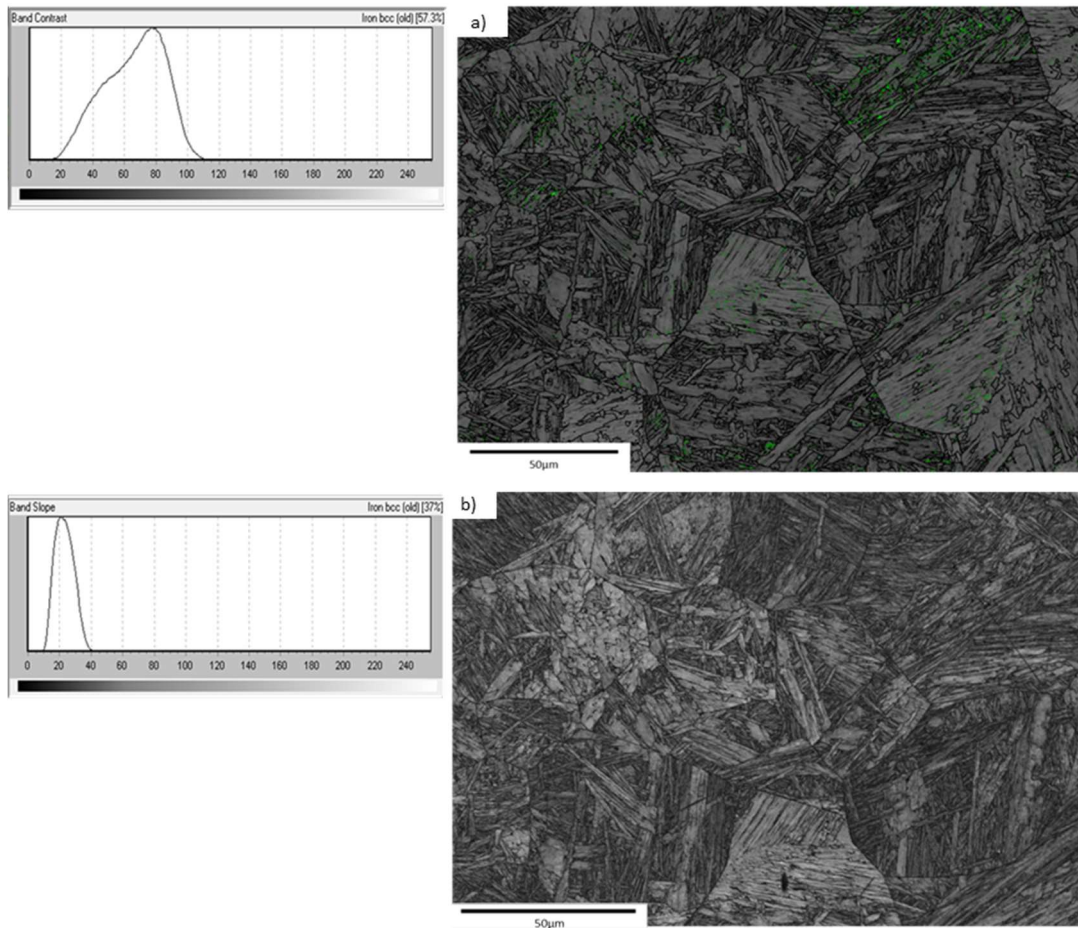 Band Contrast Iron bcc (old) [57.3%]
0 20 40 60 80 100 120 140 160 180 200 220 240
a)
50µm
Band Slope Iron bcc (old) [37%]
0 20 40 60 80 100 120 140 160 180 200 220 240
b)
50µm